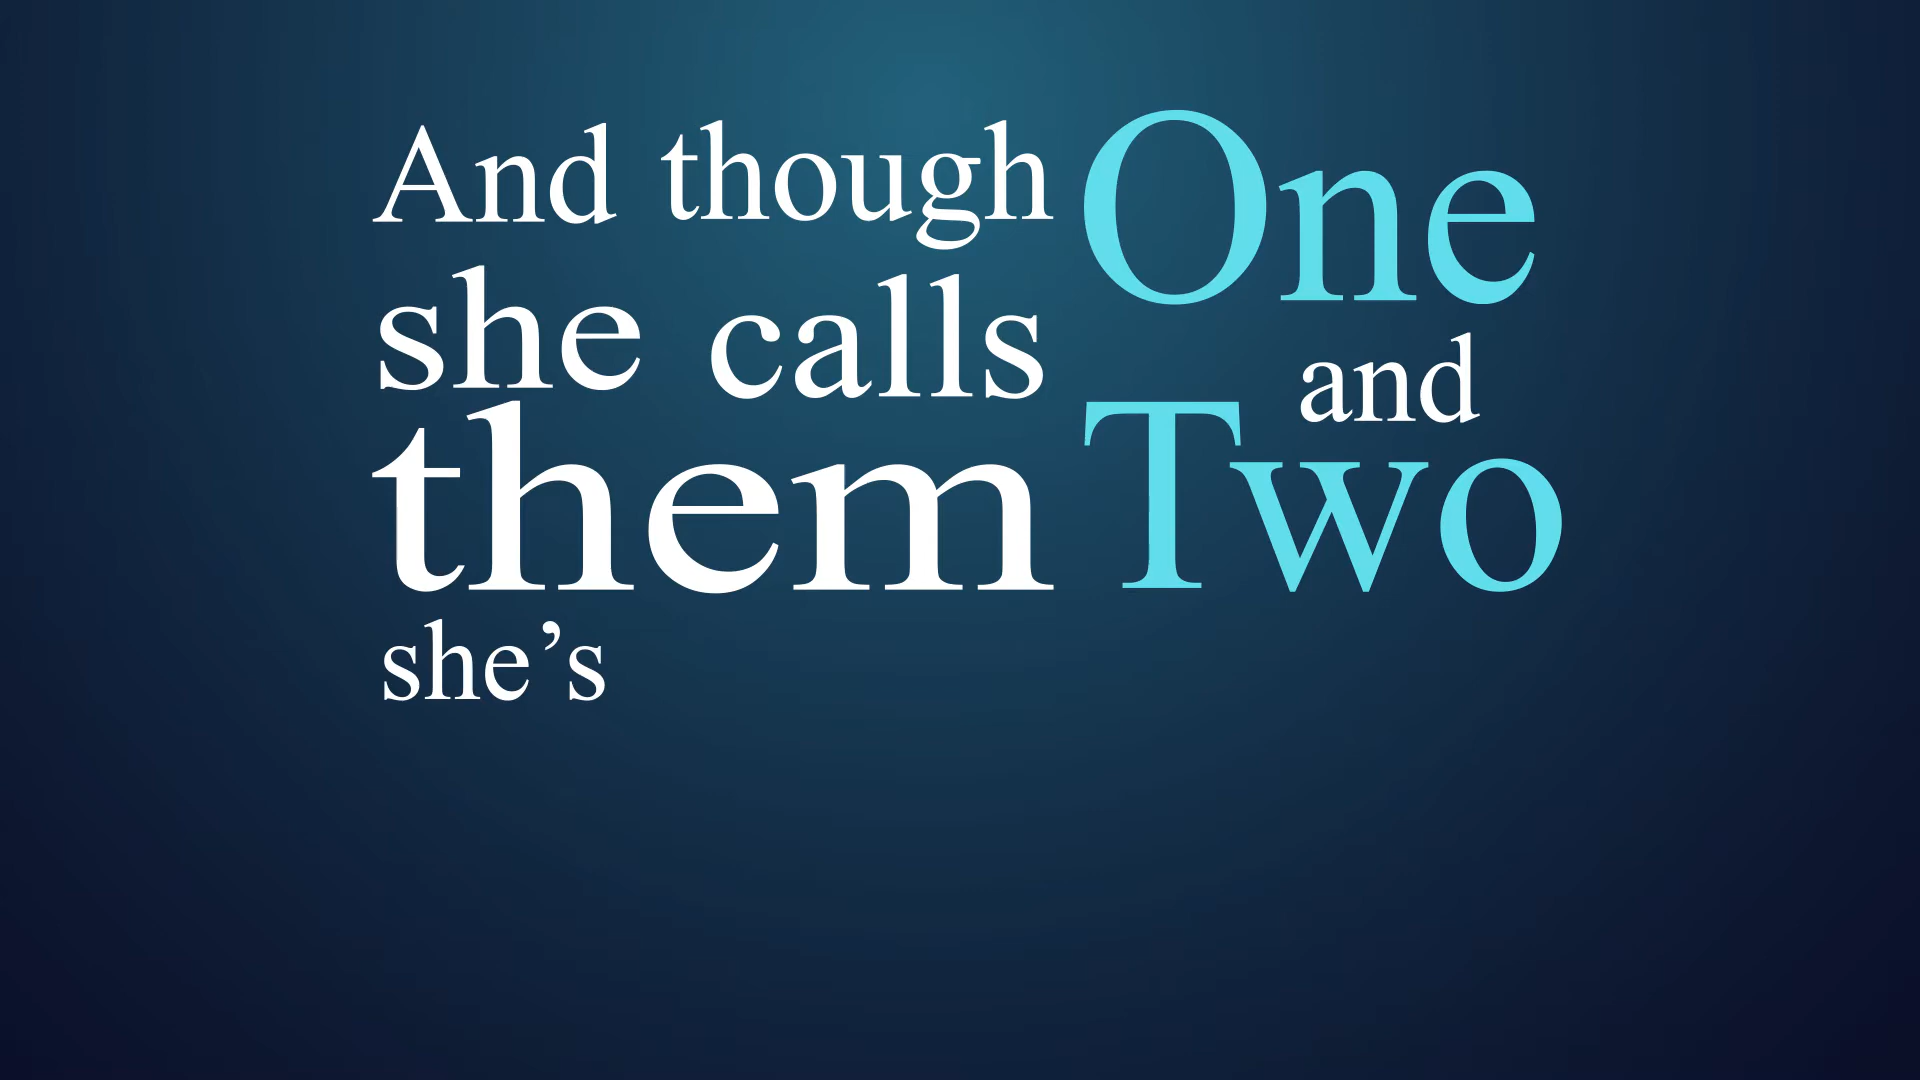 And though
she calls
them
One
and
Two
she’s